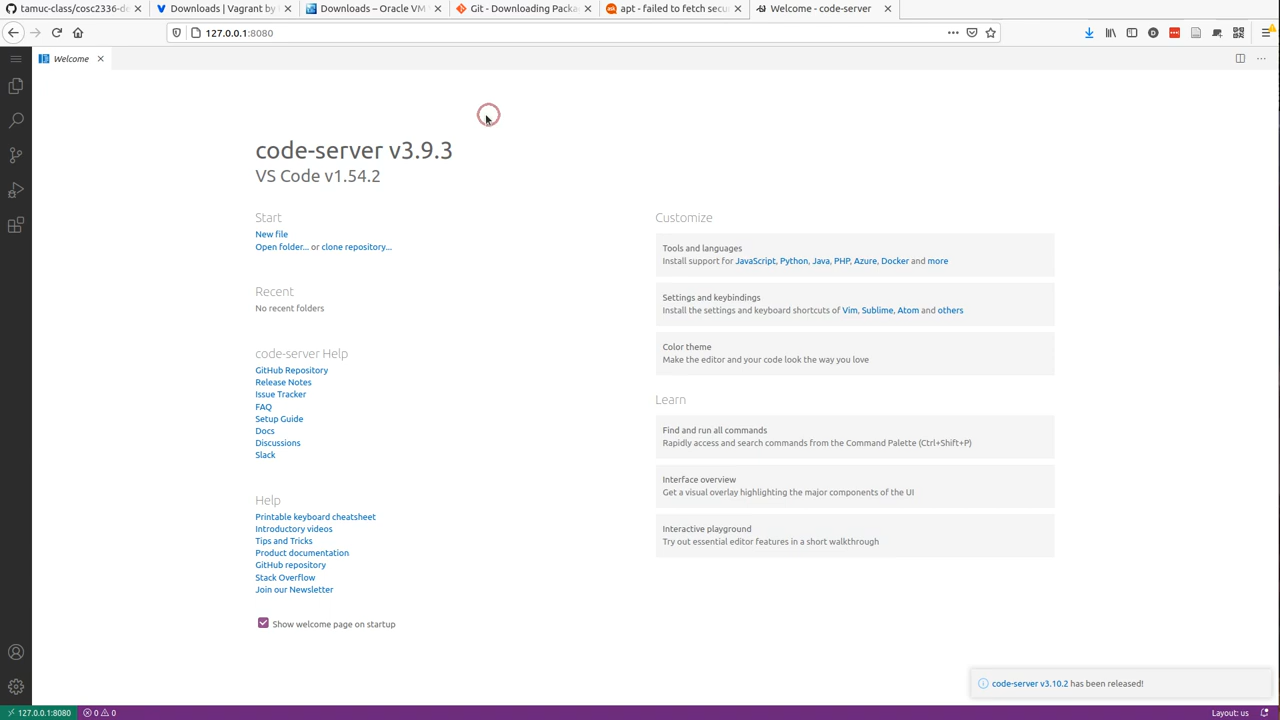 tamuc-class/cosc2336-de
Downloads | Vagrant by
Downloads – Oracle VM
Git - Downloading Packa
apt - failed to fetch secu
Welcome - code-server
127.0.0.1:8080
Welcome
code-server v3.9.3
VS Code v1.54.2
Start
New file
Open folder... or clone repository...
Recent
No recent folders
code-server Help
GitHub Repository
Release Notes
Issue Tracker
FAQ
Setup Guide
Docs
Discussions
Slack
Help
Printable keyboard cheatsheet
Introductory videos
Tips and Tricks
Product documentation
GitHub repository
Stack Overflow
Join our Newsletter
Show welcome page on startup
Customize
Tools and languages
Install support for JavaScript, Python, Java, PHP, Azure, Docker and more
Settings and keybindings
Install the settings and keyboard shortcuts of Vim, Sublime, Atom and others
Color theme
Make the editor and your code look the way you love
Learn
Find and run all commands
Rapidly access and search commands from the Command Palette (Ctrl+Shift+P)
Interface overview
Get a visual overlay highlighting the major components of the UI
Interactive playground
Try out essential editor features in a short walkthrough
code-server v3.10.2 has been released!
127.0.0.1:8080
0
0
Layout: us